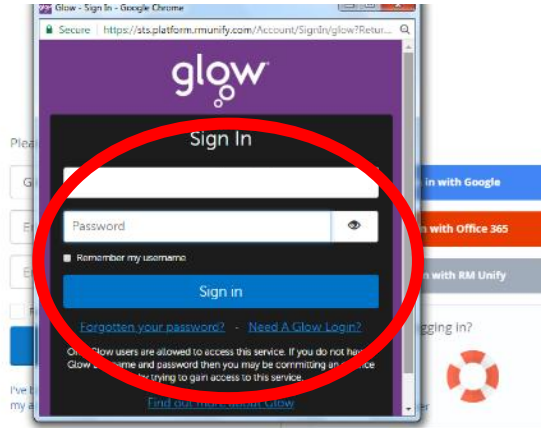 Glow - Sign In - Google Chrome
Secure https://sts.platform.rmunify.com/Account/SignIn/glow?Retur...
glow
Sign In
Plea
G
in with Google
Password
n with Office 365
Remember my username
n with RM Unify
Sign in
Forgotten your password? - Need A Glow Login?
gging in?
Only Glow users are allowed to access this service. If you do not have
Glow username and password then you may be committing an offence
by trying to gain access to this service.
I've
my a
Find out more about Glow